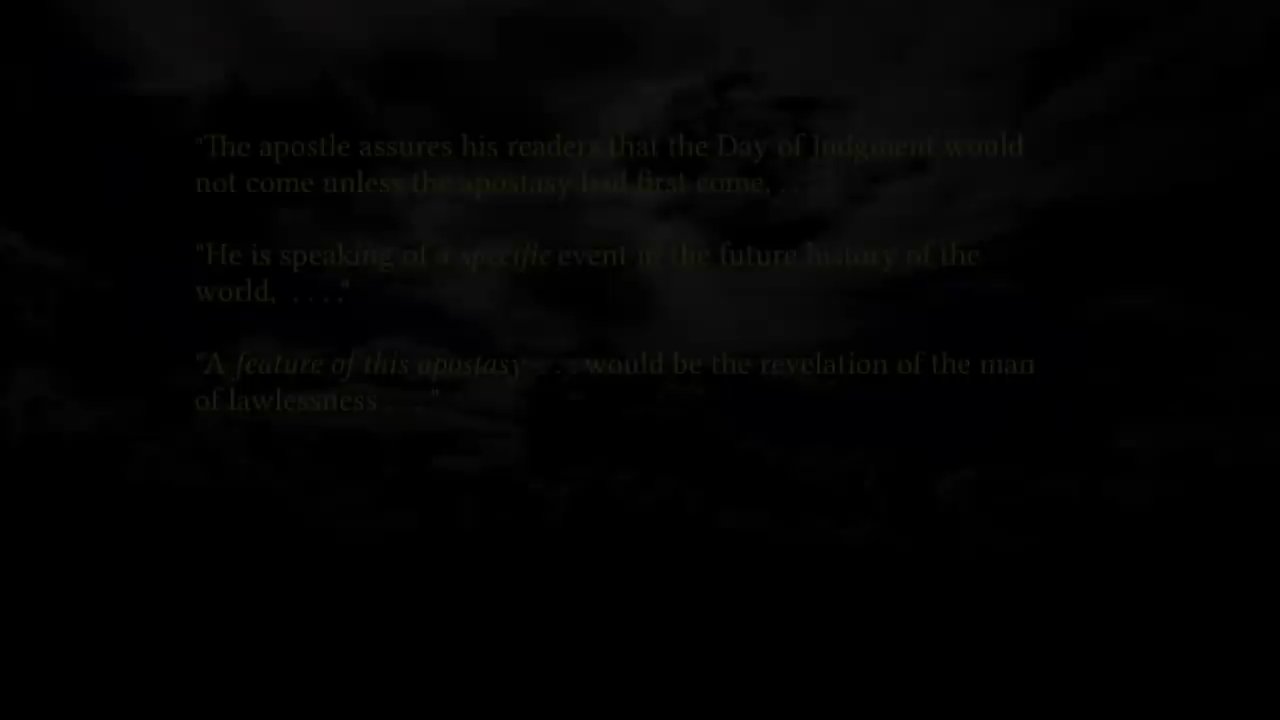 "The apostle assures his readers that the Day of Judgment would
not come unless the apostasy had first come. . .
"He is speaking of a specific event in the future history of the
world, . . . ."
"A feature of this apostasy . . . would be the revelation of the man
of lawlessness . . . ."